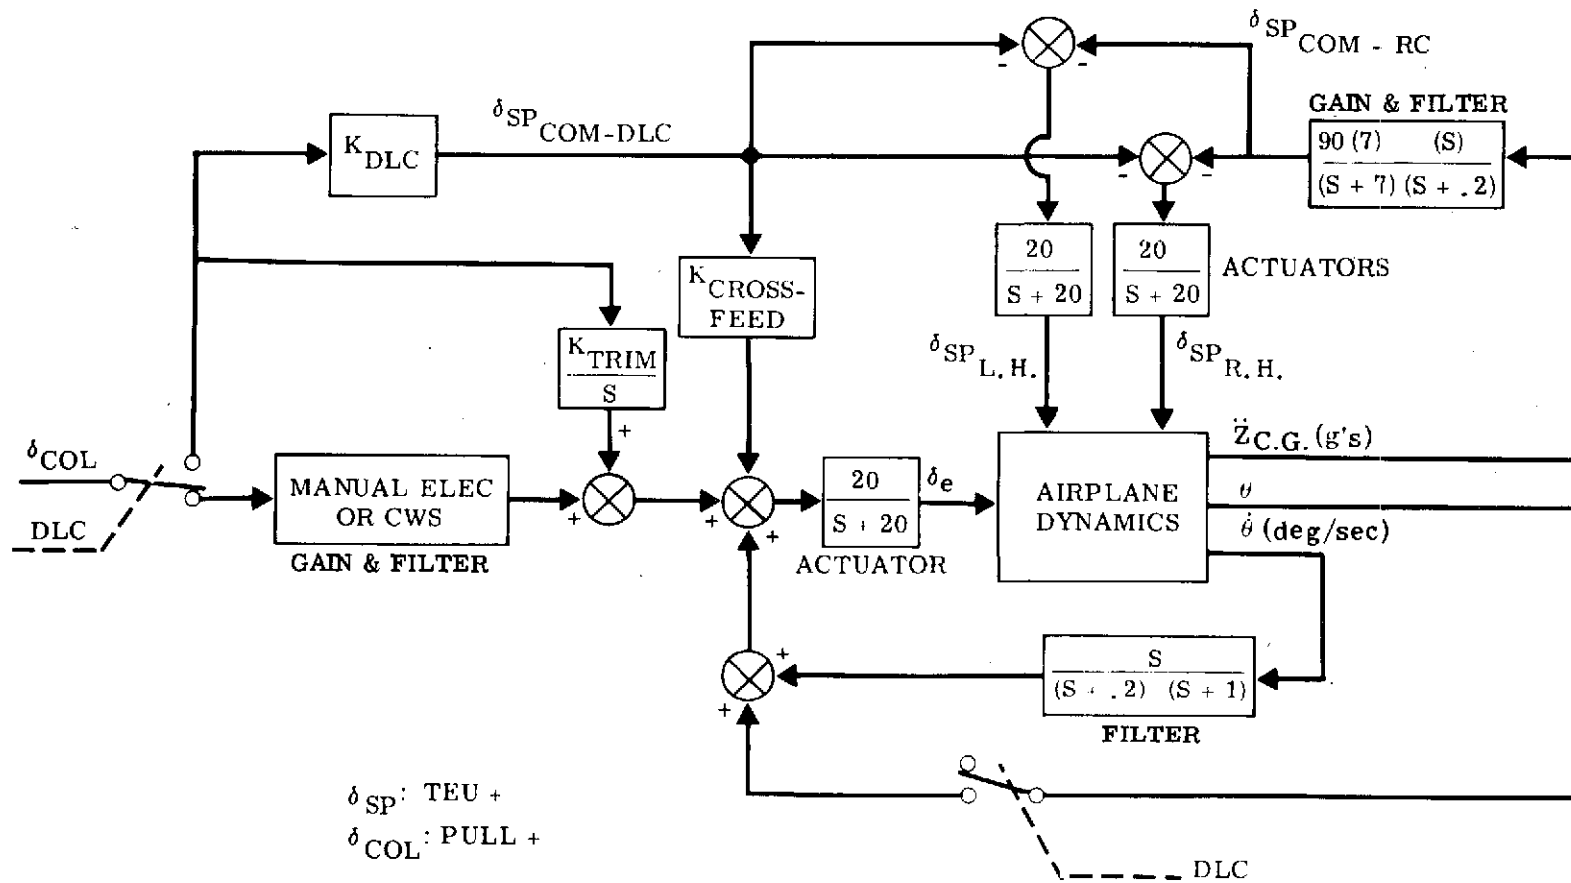 δSP COM - RC
GAIN & FILTER
90 (7) (S)
(S + 7) (S + .2)
δSP COM-DLC
K DLC
-
-
-
-
20
S + 20
20
S + 20
ACTUATORS
K CROSS-
FEED
K TRIM
S
δSP L.H.
δSP R.H.
+
δCOL
DLC
MANUAL ELEC
OR CWS
GAIN & FILTER
+
+
+
20
S + 20
ACTUATOR
δe
AIRPLANE
DYNAMICS
Z̈C.G. (g's)
θ
θ̇ (deg/sec)
+
+
S
(S + .2) (S + 1)
FILTER
δSP: TEU +
δCOL: PULL +
DLC